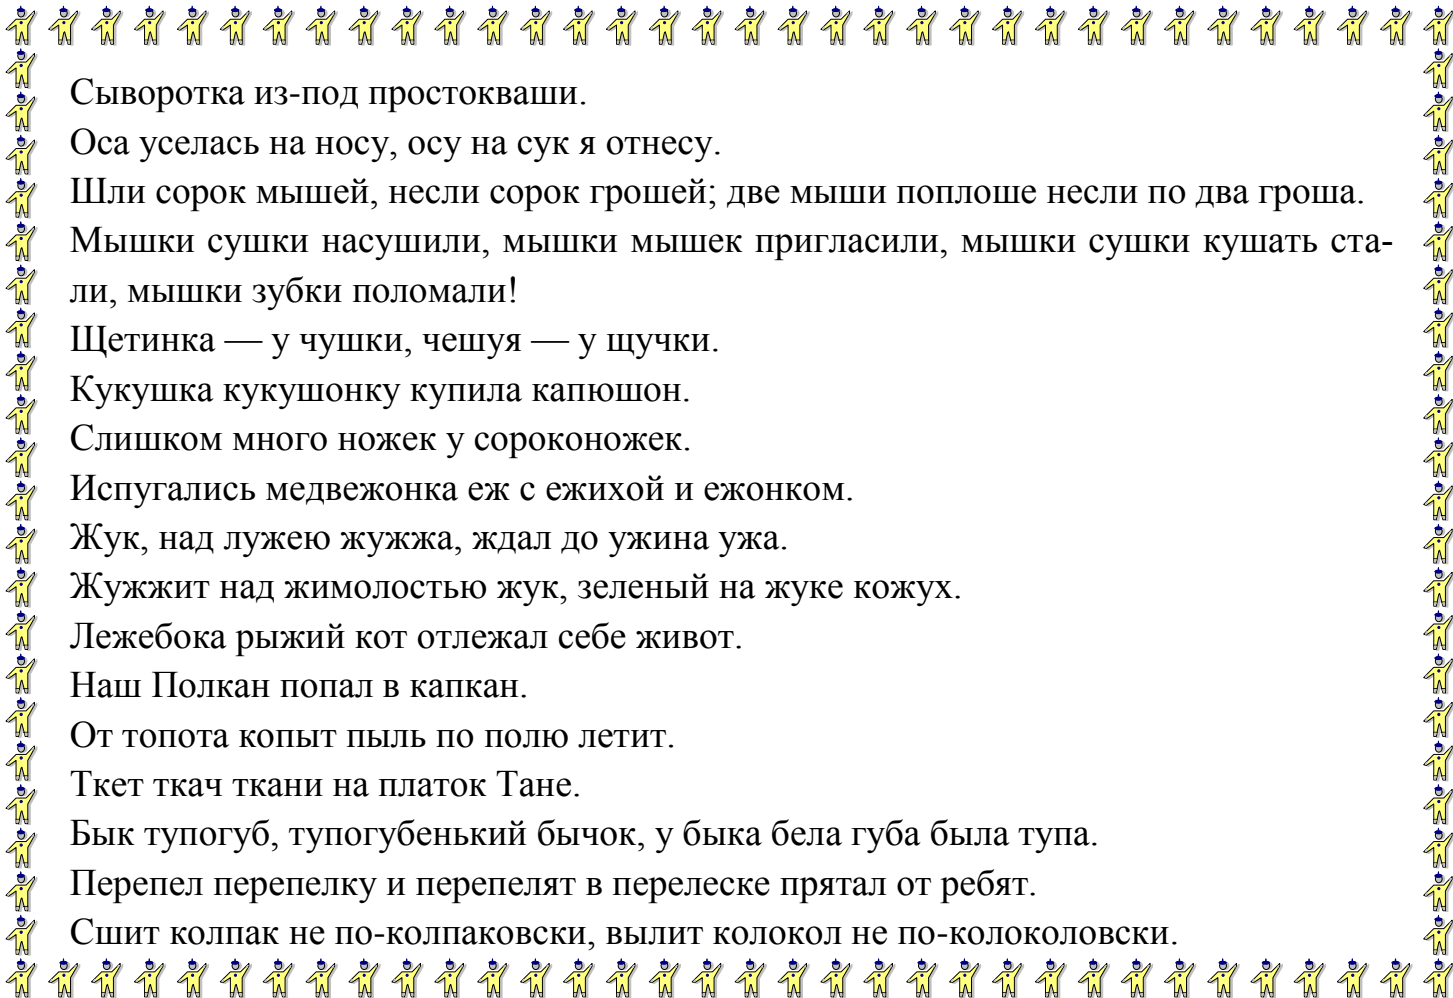 Сыворотка из-под простокваши.
Оса уселась на носу, осу на сук я отнесу.
Шли сорок мышей, несли сорок грошей; две мыши поплоше несли по два гроша.
Мышки сушки насушили, мышки мышек пригласили, мышки сушки кушать ста-
ли, мышки зубки поломали!
Щетинка — у чушки, чешуя — у щучки.
Кукушка кукушонку купила капюшон.
Слишком много ножек у сороконожек.
Испугались медвежонка еж с ежихой и ежонком.
Жук, над лужею жужжа, ждал до ужина ужа.
Жужжит над жимолостью жук, зеленый на жуке кожух.
Лежебока рыжий кот отлежал себе живот.
Наш Полкан попал в капкан.
От топота копыт пыль по полю летит.
Ткет ткач ткани на платок Тане.
Бык тупогуб, тупогубенький бычок, у быка бела губа была тупа.
Перепел перепелку и перепелят в перелеске прятал от ребят.
Сшит колпак не по-колпаковски, вылит колокол не по-колоколовски.